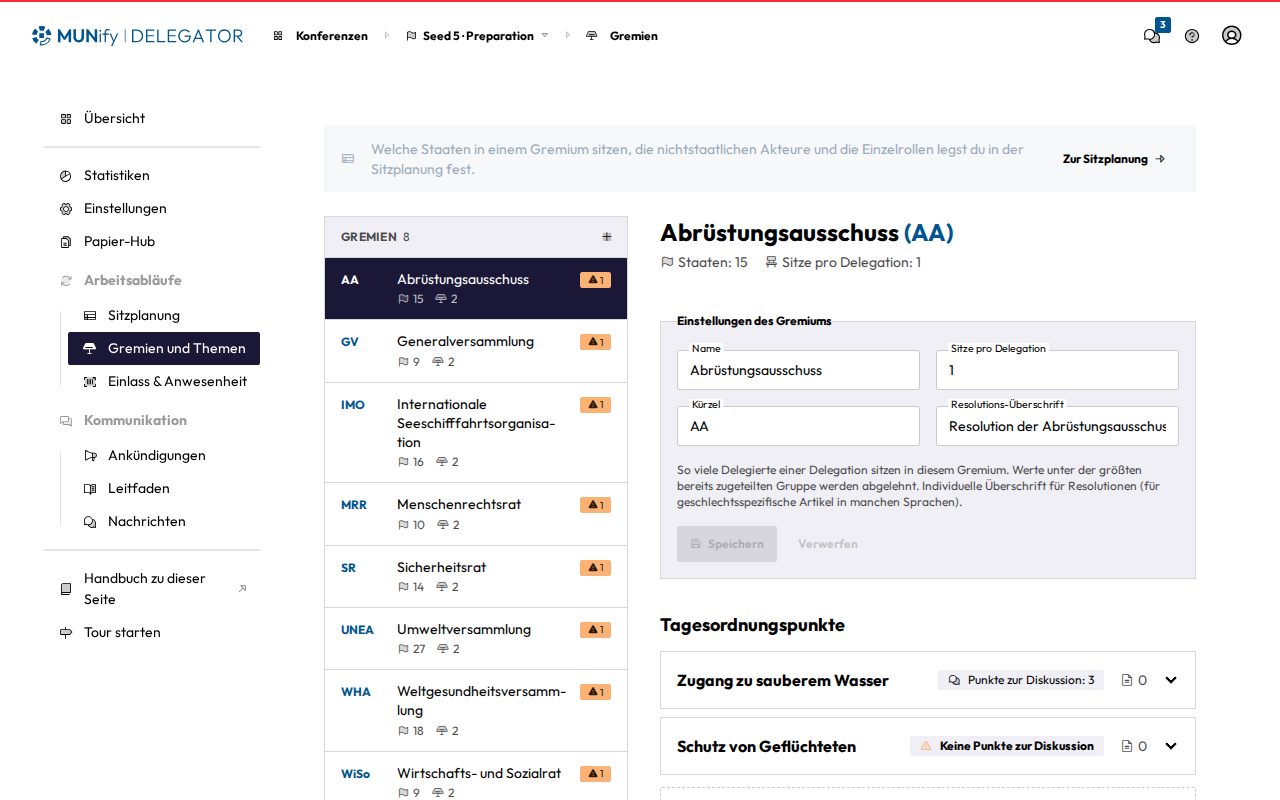 MUNify | DELEGATOR
Konferenzen
Seed 5 · Preparation
Gremien
3
Übersicht
Statistiken
Einstellungen
Papier-Hub
Arbeitsabläufe
Sitzplanung
Gremien und Themen
Einlass & Anwesenheit
Kommunikation
Ankündigungen
Leitfaden
Nachrichten
Handbuch zu dieser
Seite
Tour starten
Welche Staaten in einem Gremium sitzen, die nichtstaatlichen Akteure und die Einzelrollen legst du in der
Sitzplanung fest.
Zur Sitzplanung
GREMIEN 8
AA Abrüstungsausschuss 1
15 2
GV Generalversammlung 1
9 2
IMO Internationale 1
Seeschifffahrtsorganisa-
tion
16 2
MRR Menschenrechtsrat 1
10 2
SR Sicherheitsrat 1
14 2
UNEA Umweltversammlung 1
27 2
WHA Weltgesundheitsversamm- 1
lung
18 2
WiSo Wirtschafts- und Sozialrat 1
9 2
Abrüstungsausschuss (AA)
Staaten: 15 Sitze pro Delegation: 1
Einstellungen des Gremiums
Name
Abrüstungsausschuss
Sitze pro Delegation
1
Kürzel
AA
Resolutions-Überschrift
Resolution der Abrüstungsausschus
So viele Delegierte einer Delegation sitzen in diesem Gremium. Werte unter der größten
bereits zugeteilten Gruppe werden abgelehnt. Individuelle Überschrift für Resolutionen (für
geschlechtsspezifische Artikel in manchen Sprachen).
Speichern
Verwerfen
Tagesordnungspunkte
Zugang zu sauberem Wasser Punkte zur Diskussion: 3 0
Schutz von Geflüchteten Keine Punkte zur Diskussion 0